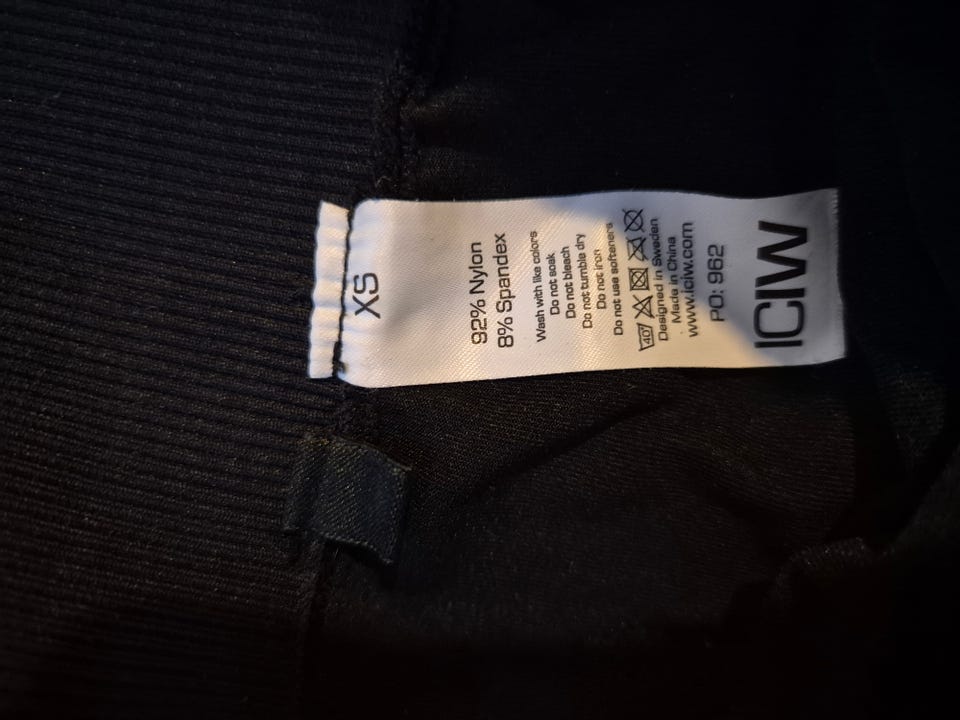 XS
92% Nylon
8% Spandex
Wash with like colors
Do not soak
Do not bleach
Do not tumble dry
Do not iron
Do not use softeners
40°
Designed in Sweden
Made in China
www.iciw.com
PO: 962
ICIW